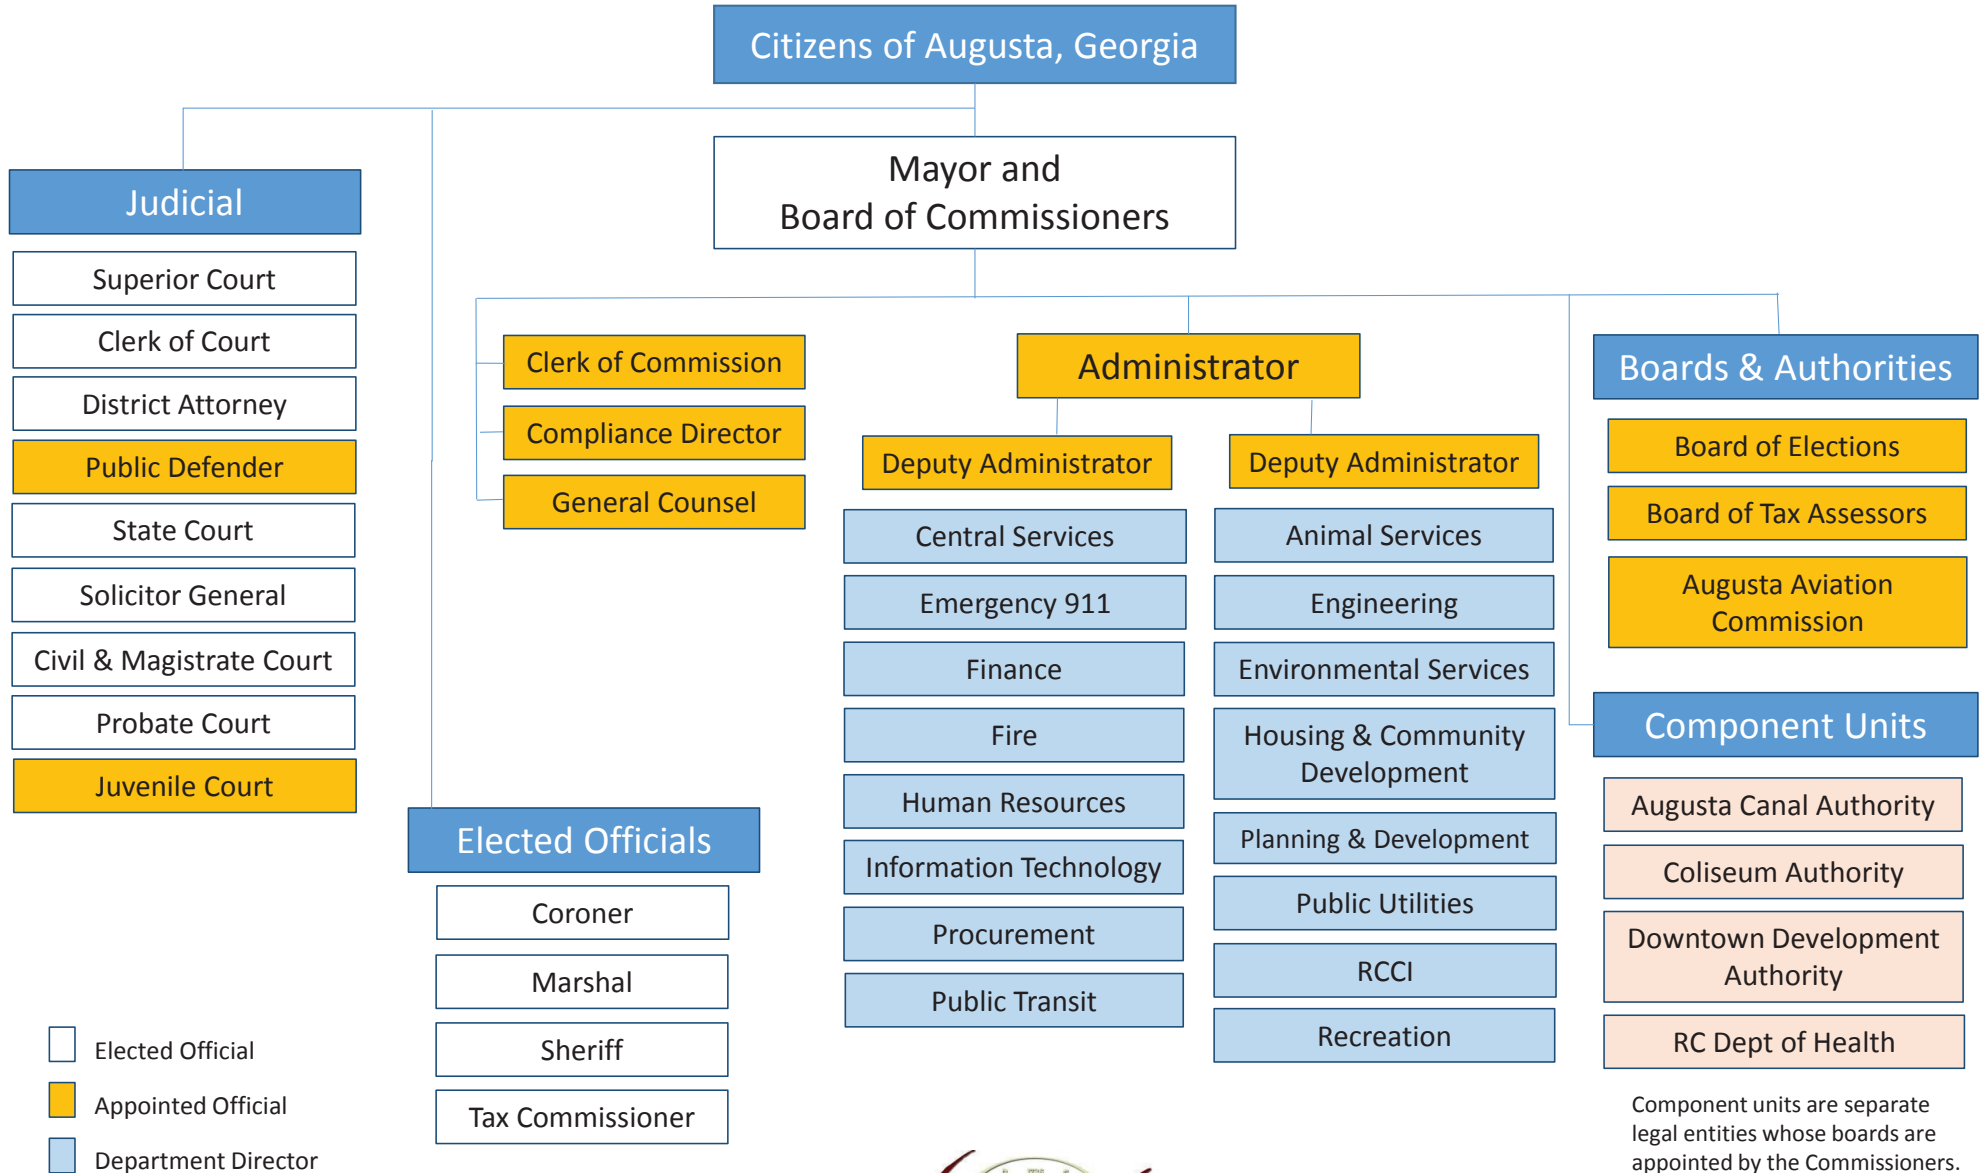 Citizens of Augusta, Georgia
Mayor and
Board of Commissioners
Judicial
Superior Court
Clerk of Court
District Attorney
Public Defender
State Court
Solicitor General
Civil & Magistrate Court
Probate Court
Juvenile Court
Elected Officials
Coroner
Marshal
Sheriff
Tax Commissioner
Clerk of Commission
Compliance Director
General Counsel
Administrator
Deputy Administrator
Central Services
Emergency 911
Finance
Fire
Human Resources
Information Technology
Procurement
Public Transit
Deputy Administrator
Animal Services
Engineering
Environmental Services
Housing & Community
Development
Planning & Development
Public Utilities
RCCI
Recreation
Boards & Authorities
Board of Elections
Board of Tax Assessors
Augusta Aviation
Commission
Component Units
Augusta Canal Authority
Coliseum Authority
Downtown Development
Authority
RC Dept of Health
Component units are separate
legal entities whose boards are
appointed by the Commissioners.
Elected Official
Appointed Official
Department Director